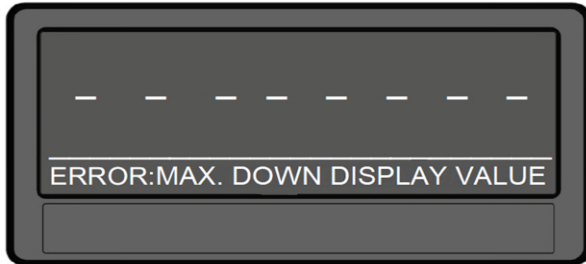 - - - - - - - -
ERROR:MAX. DOWN DISPLAY VALUE